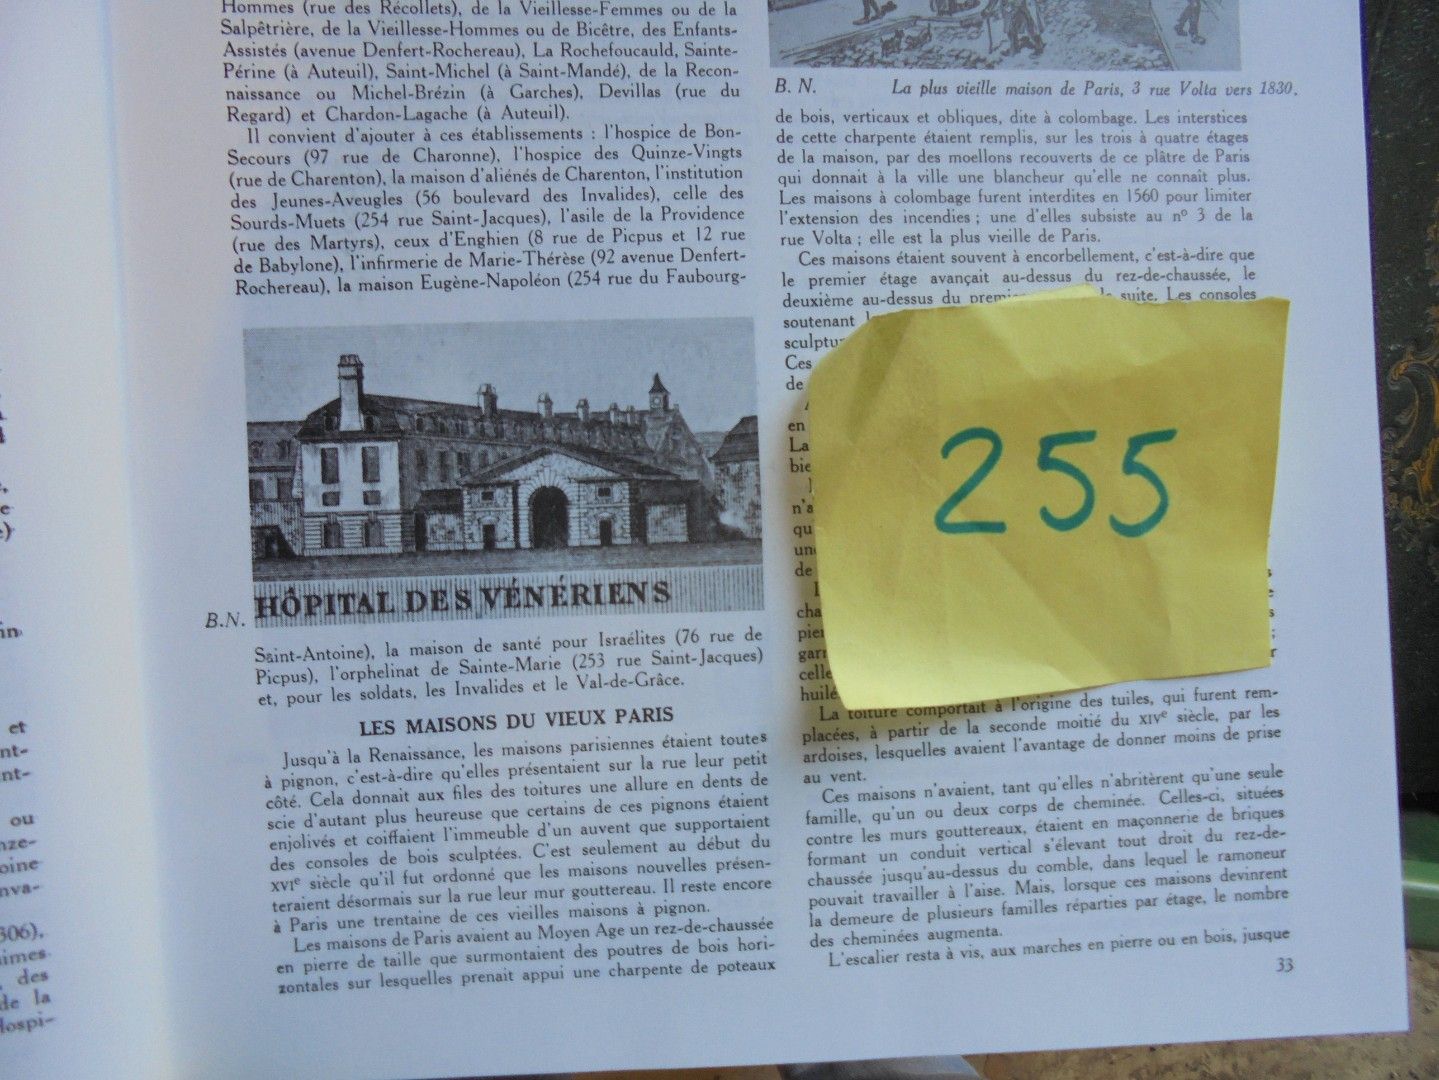 Hommes (rue des Récollets), de la Vieillesse-Femmes ou de la
Salpêtrière, de la Vieillesse-Hommes ou de Bicêtre, des Enfants-
Assistés (avenue Denfert-Rochereau), La Rochefoucauld, Sainte-
Périne (à Auteuil), Saint-Michel (à Saint-Mandé), de la Recon-
naissance ou Michel-Brézin (à Garches), Devillas (rue du
Regard) et Chardon-Lagache (à Auteuil).
Il convient d'ajouter à ces établissements : l'hospice de Bon-
Secours (97 rue de Charonne), l'hospice des Quinze-Vingts
(rue de Charenton), la maison d'aliénés de Charenton, l'institution
des Jeunes-Aveugles (56 boulevard des Invalides), celle des
Sourds-Muets (254 rue Saint-Jacques), l'asile de la Providence
(rue des Martyrs), ceux d'Enghien (8 rue de Picpus et 12 rue
de Babylone), l'infirmerie de Marie-Thérèse (92 avenue Denfert-
Rochereau), la maison Eugène-Napoléon (254 rue du Faubourg-
HÔPITAL DES VÉNÉRIENS
B.N.
Saint-Antoine), la maison de santé pour Israélites (76 rue de
Picpus), l'orphelinat de Sainte-Marie (253 rue Saint-Jacques)
et, pour les soldats, les Invalides et le Val-de-Grâce.
LES MAISONS DU VIEUX PARIS
Jusqu'à la Renaissance, les maisons parisiennes étaient toutes
à pignon, c'est-à-dire qu'elles présentaient sur la rue leur petit
côté. Cela donnait aux files des toitures une allure en dents de
scie d'autant plus heureuse que certains de ces pignons étaient
enjolivés et coiffaient l'immeuble d'un auvent que supportaient
des consoles de bois sculptées. C'est seulement au début du
XVIe siècle qu'il fut ordonné que les maisons nouvelles présen-
teraient désormais sur la rue leur mur gouttereau. Il reste encore
à Paris une trentaine de ces vieilles maisons à pignon.
Les maisons de Paris avaient au Moyen Age un rez-de-chaussée
en pierre de taille que surmontaient des poutres de bois hori-
zontales sur lesquelles prenait appui une charpente de poteaux
B. N. La plus vieille maison de Paris, 3 rue Volta vers 1830.
de bois, verticaux et obliques, dite à colombage. Les interstices
de cette charpente étaient remplis, sur les trois à quatre étages
de la maison, par des moellons recouverts de ce plâtre de Paris
qui donnait à la ville une blancheur qu'elle ne connaît plus.
Les maisons à colombage furent interdites en 1560 pour limiter
l'extension des incendies ; une d'elles subsiste au n° 3 de la
rue Volta ; elle est la plus vieille de Paris.
Ces maisons étaient souvent à encorbellement, c'est-à-dire que
le premier étage avançait au-dessus du rez-de-chaussée, le
deuxième au-dessus du suite. Les consoles
soutenant
Ces
de
en
La
255
La toiture comportait à l'origine des tuiles, qui furent rem-
placées, à partir de la seconde moitié du XIVe siècle, par les
ardoises, lesquelles avaient l'avantage de donner moins de prise
au vent.
Ces maisons n'avaient, tant qu'elles n'abritèrent qu'une seule
famille, qu'un ou deux corps de cheminée. Celles-ci, situées
contre les murs gouttereaux, étaient en maçonnerie de briques
formant un conduit vertical s'élevant tout droit du rez-de-
chaussée jusqu'au-dessus du comble, dans lequel le ramoneur
pouvait travailler à l'aise. Mais, lorsque ces maisons devinrent
la demeure de plusieurs familles réparties par étage, le nombre
des cheminées augmenta.
L'escalier resta à vis, aux marches en pierre ou en bois, jusque
33